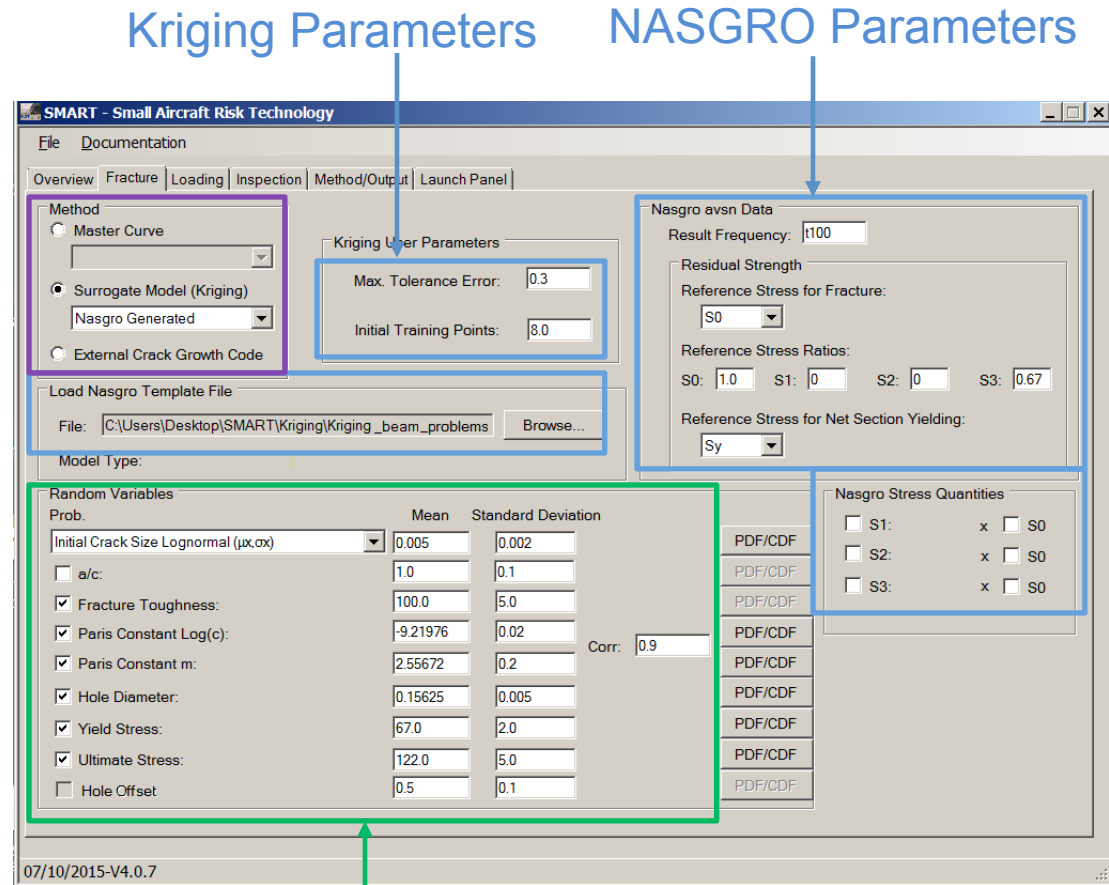 Kriging Parameters NASGRO Parameters
SMART - Small Aircraft Risk Technology
File Documentation
Overview Fracture Loading Inspection Method/Output Launch Panel
Method
Master Curve
Surrogate Model (Kriging)
Nasgro Generated
External Crack Growth Code
Kriging User Parameters
Max. Tolerance Error: 0.3
Initial Training Points: 8.0
Nasgro avsn Data
Result Frequency: t100
Residual Strength
Reference Stress for Fracture:
S0
Reference Stress Ratios:
S0: 1.0 S1: 0 S2: 0 S3: 0.67
Reference Stress for Net Section Yielding:
Sy
Load Nasgro Template File
File: C:\Users\Desktop\SMART\Kriging\Kriging _beam_problems Browse...
Model Type:
Random Variables
Prob. Mean Standard Deviation
Initial Crack Size Lognormal (μx,σx) 0.005 0.002 PDF/CDF
a/c: 1.0 0.1 PDF/CDF
Fracture Toughness: 100.0 5.0 PDF/CDF
Paris Constant Log(c): -9.21976 0.02 PDF/CDF
Corr: 0.9
Paris Constant m: 2.55672 0.2 PDF/CDF
Hole Diameter: 0.15625 0.005 PDF/CDF
Yield Stress: 67.0 2.0 PDF/CDF
Ultimate Stress: 122.0 5.0 PDF/CDF
Hole Offset 0.5 0.1 PDF/CDF
Nasgro Stress Quantities
S1: x S0
S2: x S0
S3: x S0
07/10/2015-V4.0.7